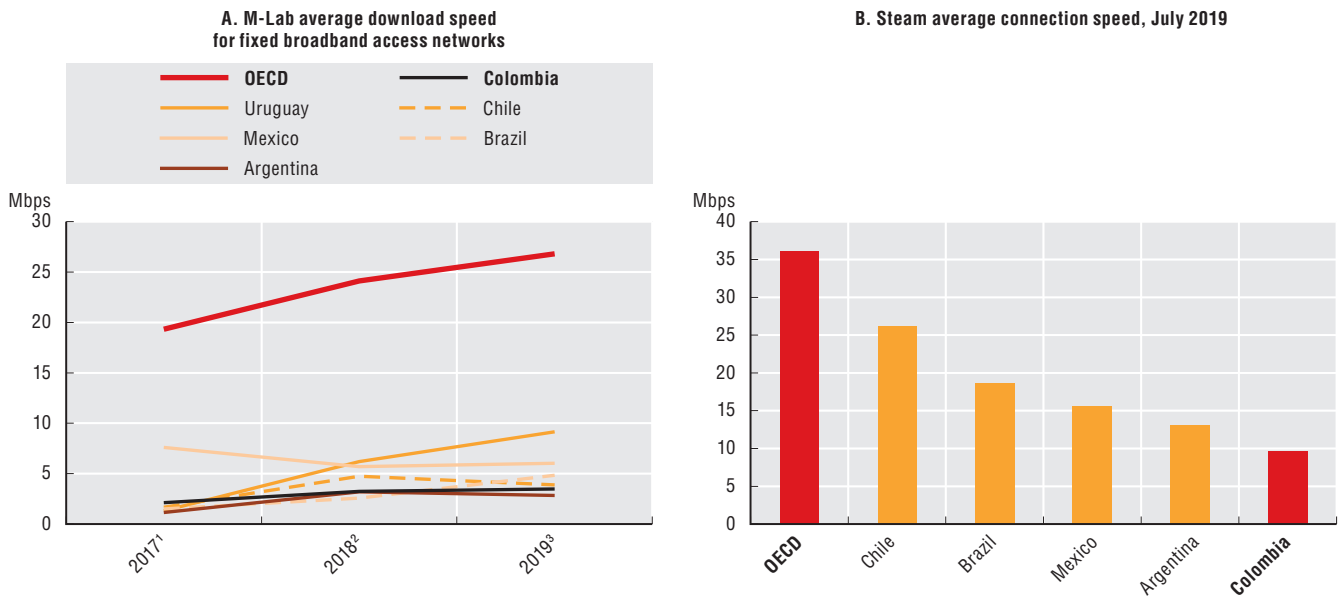 A. M-Lab average download speed
for fixed broadband access networks
OECD
Colombia
Uruguay
Chile
Mexico
Brazil
Argentina
Mbps
30
25
20
15
10
5
0
2017¹
2018²
2019³
B. Steam average connection speed, July 2019
Mbps
40
35
30
25
20
15
10
5
0
OECD
Chile
Brazil
Mexico
Argentina
Colombia